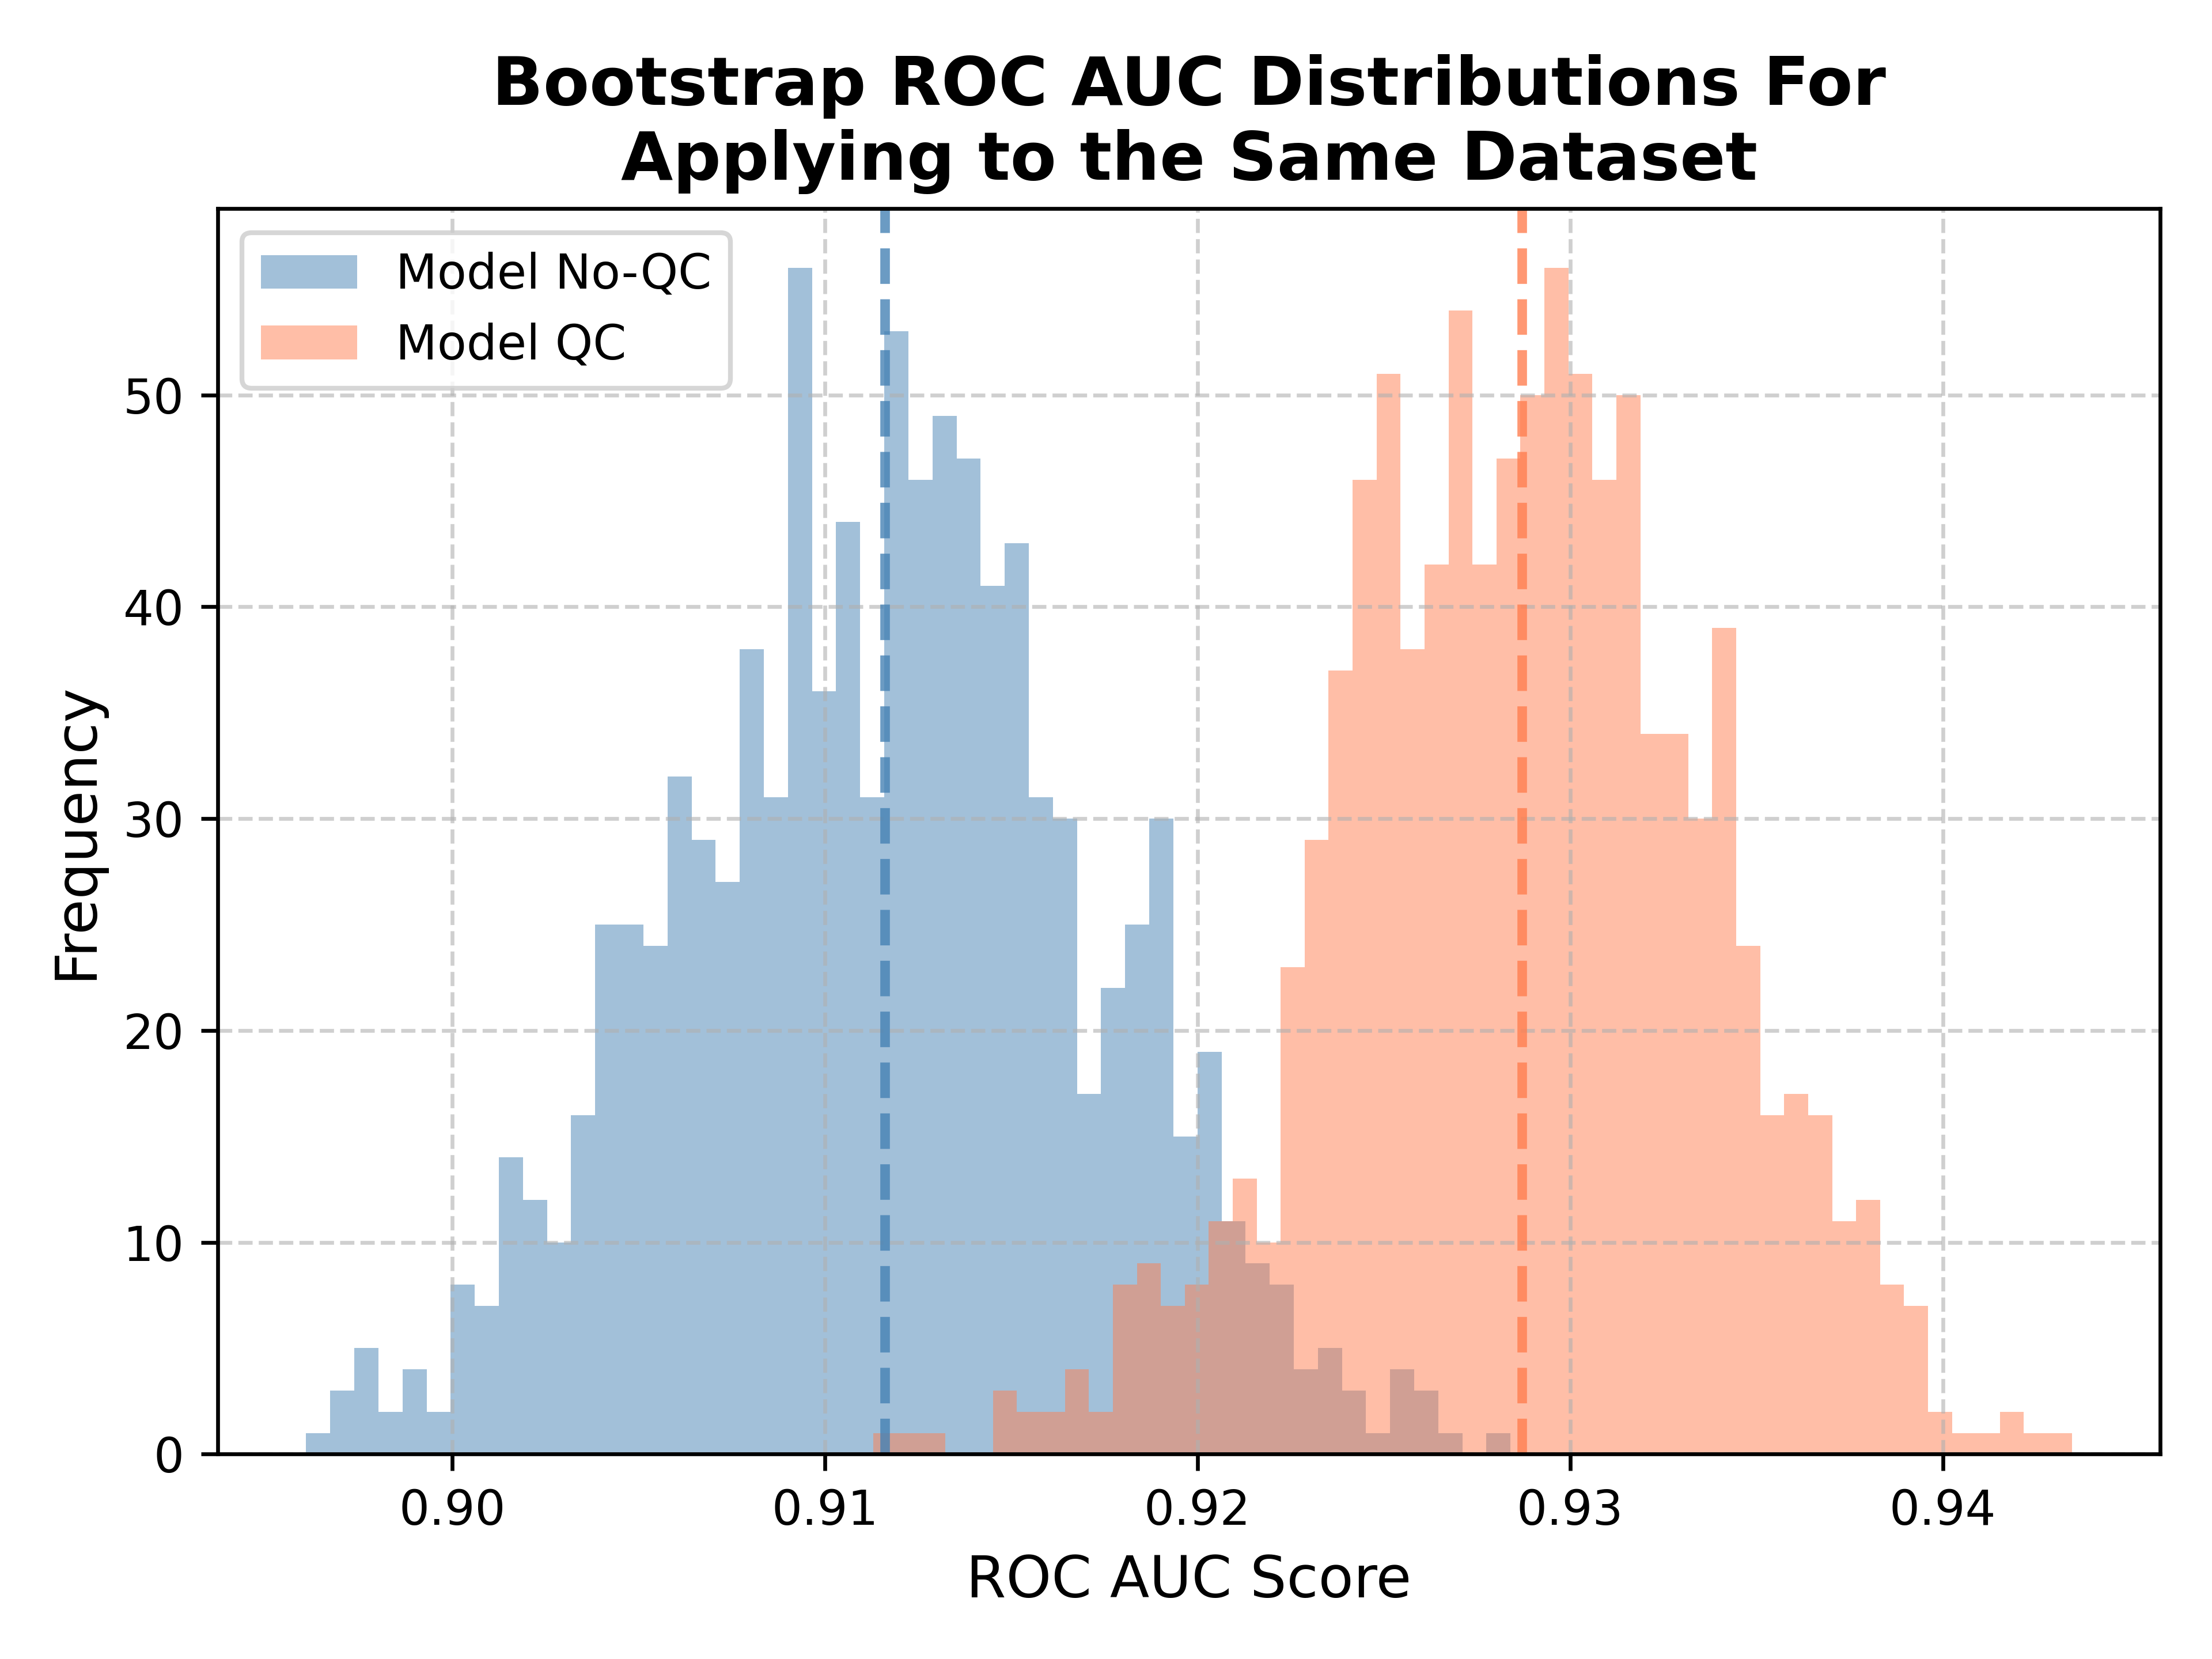 Bootstrap ROC AUC Distributions For
Applying to the Same Dataset
Model No-QC
Model QC
Frequency
50
40
30
20
10
0
0.90
0.91
0.92
0.93
0.94
ROC AUC Score